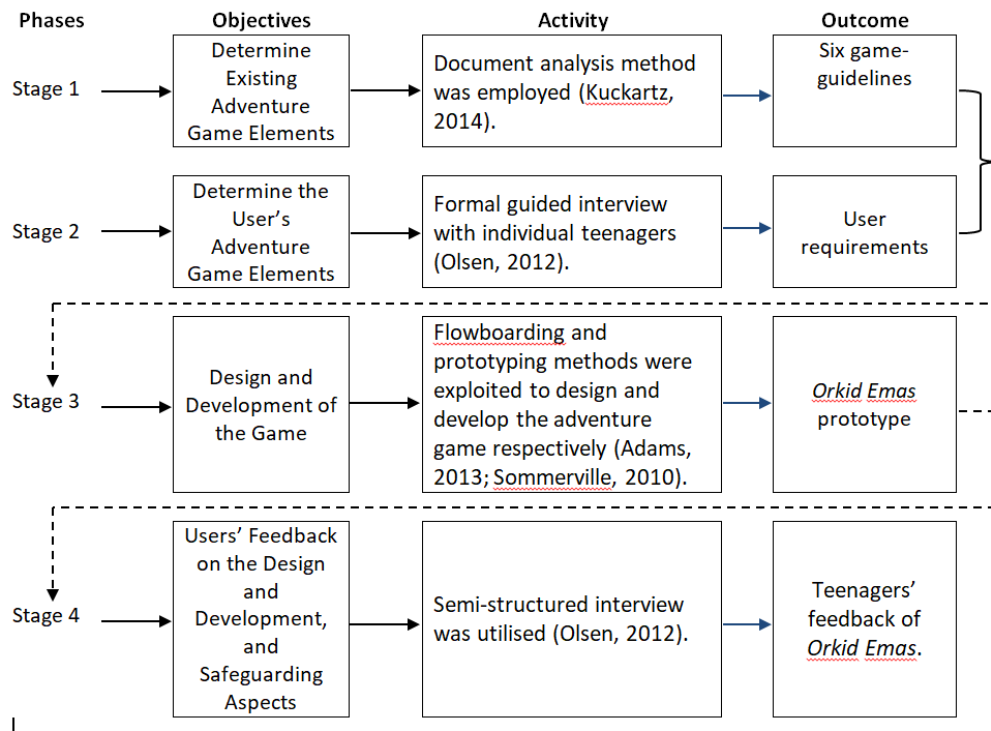 Phases Objectives Activity Outcome
Stage 1
Determine
Existing
Adventure
Game Elements
Document analysis method
was employed (Kuckartz,
2014).
Six game-
guidelines
Stage 2
Determine the
User's
Adventure
Game Elements
Formal guided interview
with individual teenagers
(Olsen, 2012).
User
requirements
Stage 3
Design and
Development of
the Game
Flowboarding and
prototyping methods were
exploited to design and
develop the adventure
game respectively (Adams,
2013; Sommerville, 2010).
Orkid Emas
prototype
Stage 4
Users' Feedback
on the Design
and
Development,
and
Safeguarding
Aspects
Semi-structured interview
was utilised (Olsen, 2012).
Teenagers'
feedback of
Orkid Emas.